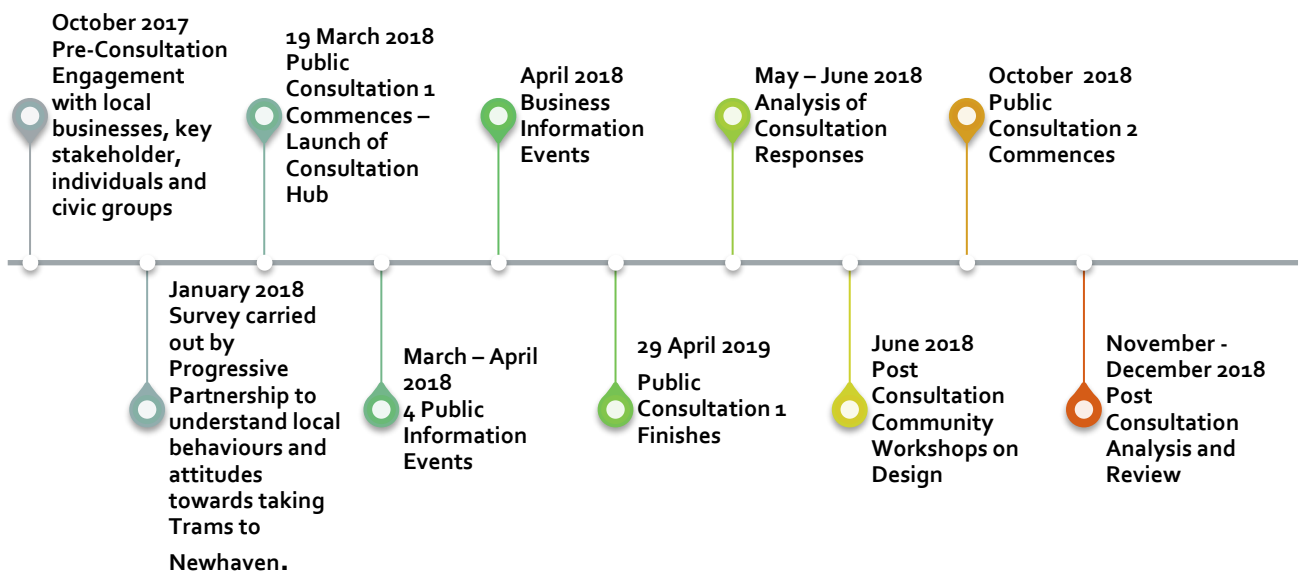 October 2017
Pre-Consultation
Engagement
with local
businesses, key
stakeholder,
individuals and
civic groups
January 2018
Survey carried
out by
Progressive
Partnership to
understand local
behaviours and
attitudes
towards taking
Trams to
Newhaven.
19 March 2018
Public
Consultation 1
Commences –
Launch of
Consultation
Hub
March – April
2018
4 Public
Information
Events
April 2018
Business
Information
Events
29 April 2019
Public
Consultation 1
Finishes
May – June 2018
Analysis of
Consultation
Responses
June 2018
Post
Consultation
Community
Workshops on
Design
October  2018
Public
Consultation 2
Commences
November -
December 2018
Post
Consultation
Analysis and
Review